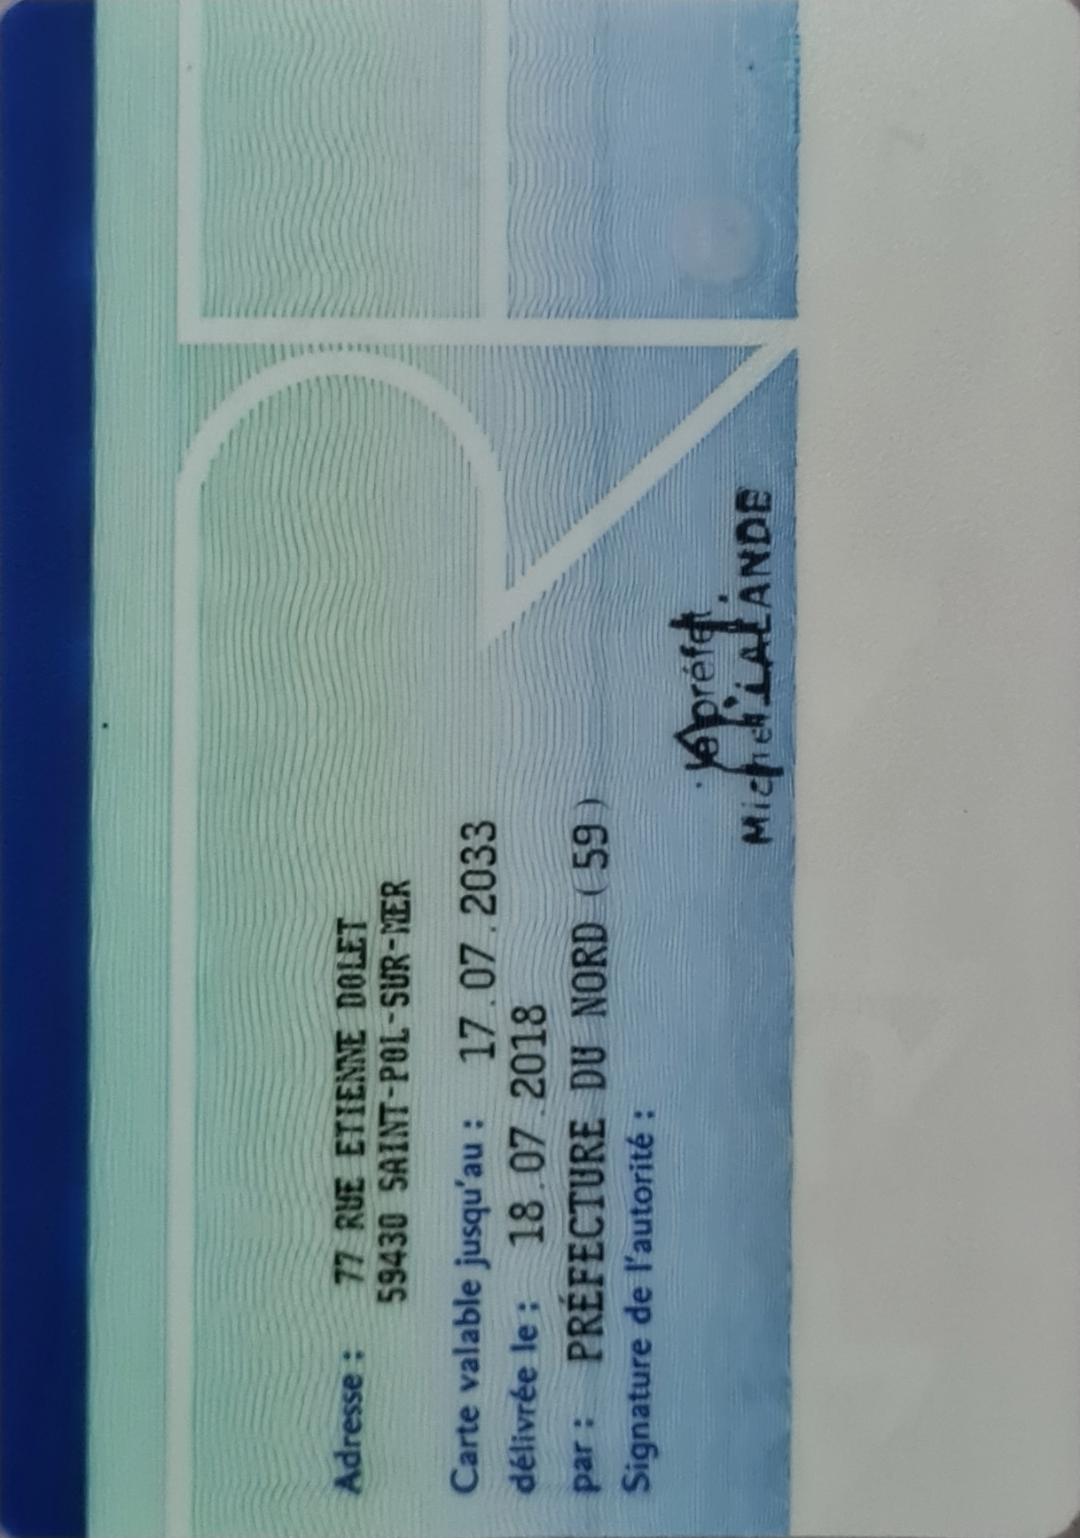 Adresse : 77 RUE ETIENNE DOLET
59430 SAINT-POL-SUR-MER
Carte valable jusqu'au : 17.07.2033
délivrée le : 18.07.2018
par : PRÉFECTURE DU NORD (59)
Signature de l'autorité :
Le préfet
Michel LALANDE